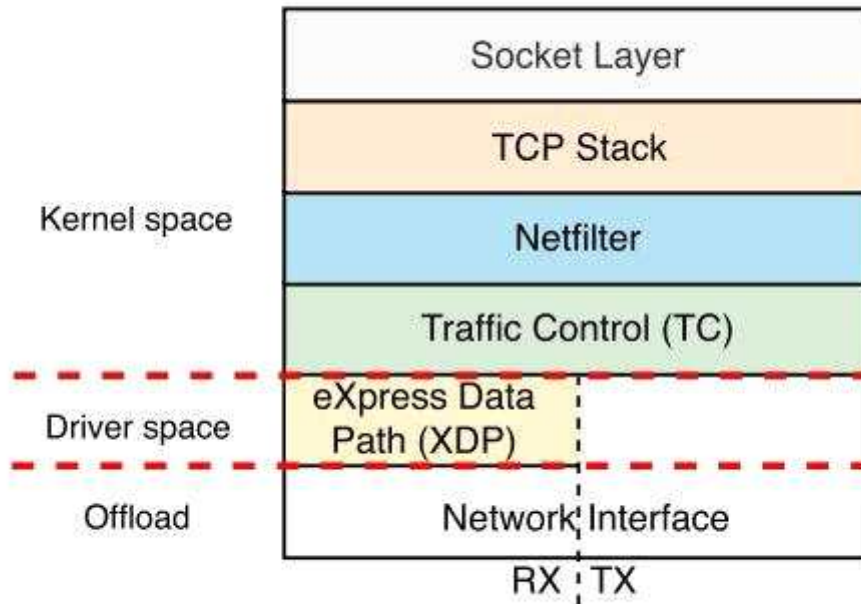 Socket Layer
TCP Stack
Kernel space
Netfilter
Traffic Control (TC)
eXpress Data
Path (XDP)
Driver space
Offload
Network Interface
RX TX